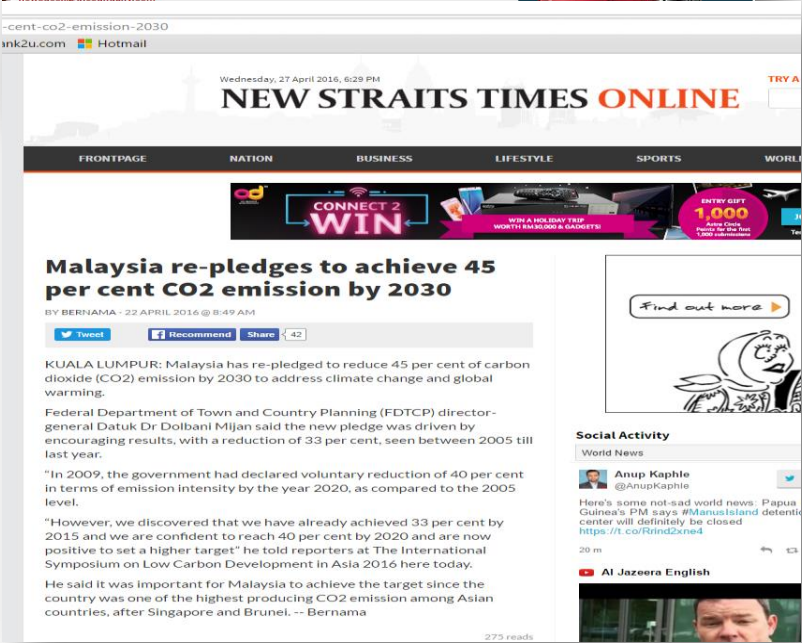 -cent-co2-emission-2030
ank2u.com Hotmail
Wednesday, 27 April 2016, 6:29 PM
TRY A
NEW STRAITS TIMES ONLINE
FRONTPAGE NATION BUSINESS LIFESTYLE SPORTS WORL
CONNECT 2
WIN
WIN A HOLIDAY TRIP
WORTH RM30,000 & GADGETS!
ENTRY GIFT
1,000
Astro Circle
Points for the first
1,000 submissions
Malaysia re-pledges to achieve 45
per cent CO2 emission by 2030
BY BERNAMA - 22 APRIL 2016 @ 8:49 AM
Tweet Recommend Share 42
KUALA LUMPUR: Malaysia has re-pledged to reduce 45 per cent of carbon
dioxide (CO2) emission by 2030 to address climate change and global
warming.
Federal Department of Town and Country Planning (FDTCP) director-
general Datuk Dr Dolbani Mijan said the new pledge was driven by
encouraging results, with a reduction of 33 per cent, seen between 2005 till
last year.
"In 2009, the government had declared voluntary reduction of 40 per cent
in terms of emission intensity by the year 2020, as compared to the 2005
level.
"However, we discovered that we have already achieved 33 per cent by
2015 and we are confident to reach 40 per cent by 2020 and are now
positive to set a higher target" he told reporters at The International
Symposium on Low Carbon Development in Asia 2016 here today.
He said it was important for Malaysia to achieve the target since the
country was one of the highest producing CO2 emission among Asian
countries, after Singapore and Brunei. -- Bernama
275 reads
Find out more
Social Activity
World News
Anup Kaphle
@AnupKaphle
Here's some not-sad world news: Papua
Guinea's PM says #ManusIsland detentio
center will definitely be closed
https://t.co/Rrind2xne4
20 m
Al Jazeera English